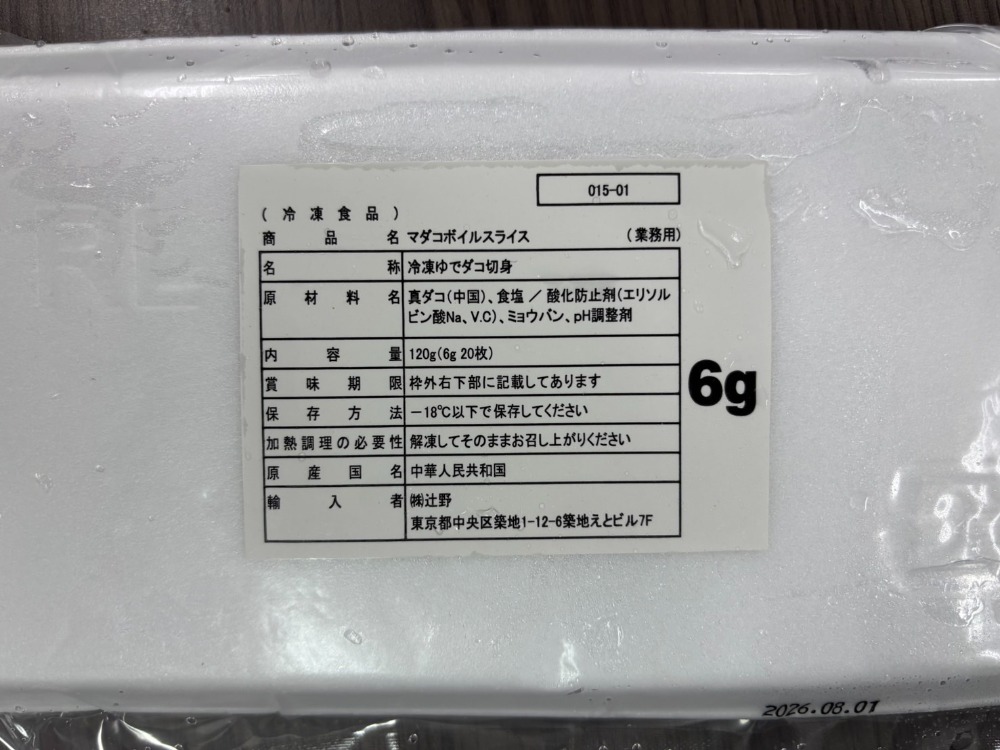 015-01
(冷凍食品)
商品名 マダコボイルスライス (業務用)
名称 冷凍ゆでダコ切身
原材料名 真ダコ(中国)、食塩/酸化防止剤(エリソル
ビン酸Na、V.C)、ミョウバン、pH調整剤
内容量 120g(6g 20枚)
賞味期限 枠外右下部に記載してあります
保存方法 -18℃以下で保存してください
加熱調理の必要性 解凍してそのままお召し上がりください
原産国名 中華人民共和国
輸入者 ㈱辻野
東京都中央区築地1-12-6築地えとビル7F
6g
2026.08.01